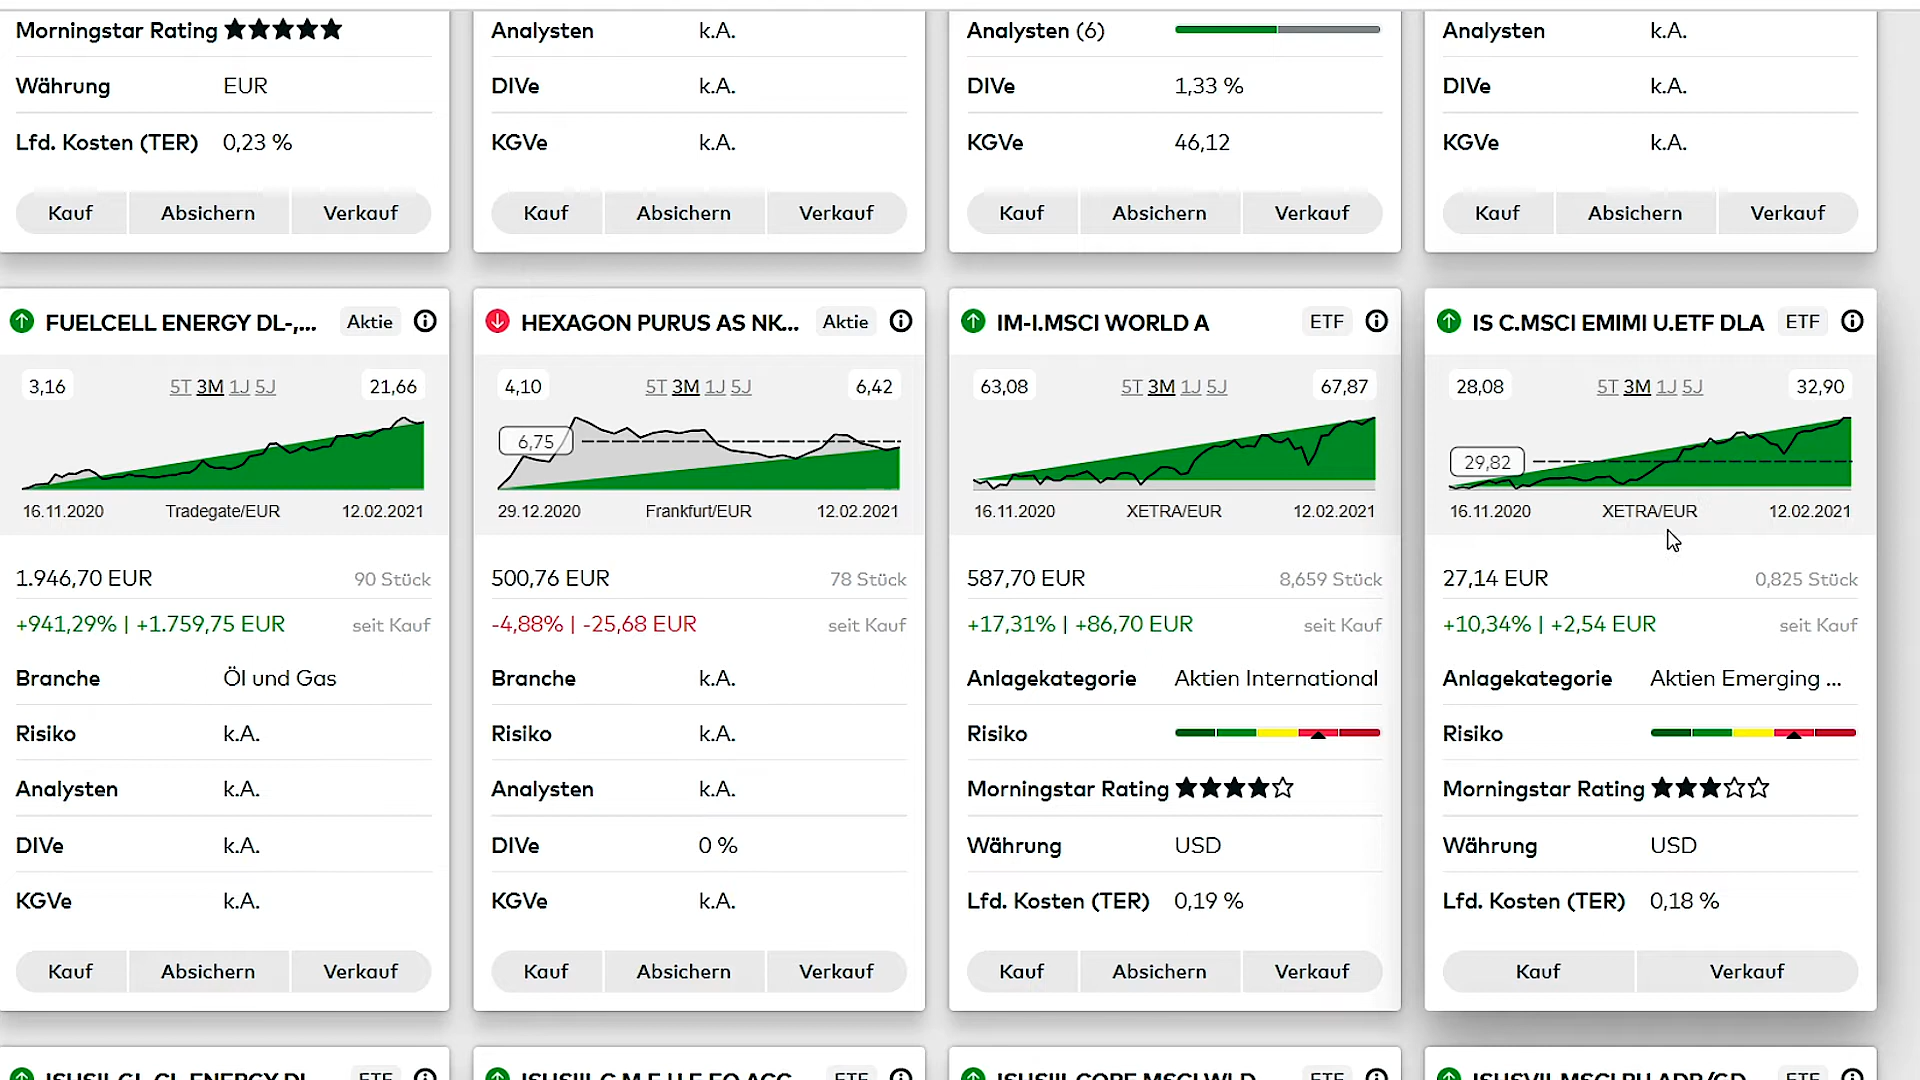 Morningstar Rating
Währung EUR
Lfd. Kosten (TER) 0,23 %
Kauf Absichern Verkauf
Analysten k.A.
DIVe k.A.
KGVe k.A.
Kauf Absichern Verkauf
Analysten (6)
DIVe 1,33 %
KGVe 46,12
Kauf Absichern Verkauf
Analysten k.A.
DIVe k.A.
KGVe k.A.
Kauf Absichern Verkauf
FUELCELL ENERGY DL-,... Aktie
3,16 5T 3M 1J 5J 21,66
16.11.2020 Tradegate/EUR 12.02.2021
1.946,70 EUR 90 Stück
+941,29% | +1.759,75 EUR seit Kauf
Branche Öl und Gas
Risiko k.A.
Analysten k.A.
DIVe k.A.
KGVe k.A.
Kauf Absichern Verkauf
HEXAGON PURUS AS NK... Aktie
4,10 5T 3M 1J 5J 6,42
6,75
29.12.2020 Frankfurt/EUR 12.02.2021
500,76 EUR 78 Stück
-4,88% | -25,68 EUR seit Kauf
Branche k.A.
Risiko k.A.
Analysten k.A.
DIVe 0 %
KGVe k.A.
Kauf Absichern Verkauf
IM-I.MSCI WORLD A ETF
63,08 5T 3M 1J 5J 67,87
16.11.2020 XETRA/EUR 12.02.2021
587,70 EUR 8,659 Stück
+17,31% | +86,70 EUR seit Kauf
Anlagekategorie Aktien International
Risiko
Morningstar Rating
Währung USD
Lfd. Kosten (TER) 0,19 %
Kauf Absichern Verkauf
IS C.MSCI EMIMI U.ETF DLA ETF
28,08 5T 3M 1J 5J 32,90
29,82
16.11.2020 XETRA/EUR 12.02.2021
27,14 EUR 0,825 Stück
+10,34% | +2,54 EUR seit Kauf
Anlagekategorie Aktien Emerging ...
Risiko
Morningstar Rating
Währung USD
Lfd. Kosten (TER) 0,18 %
Kauf Verkauf
ETF
ETF
ETF
ETF